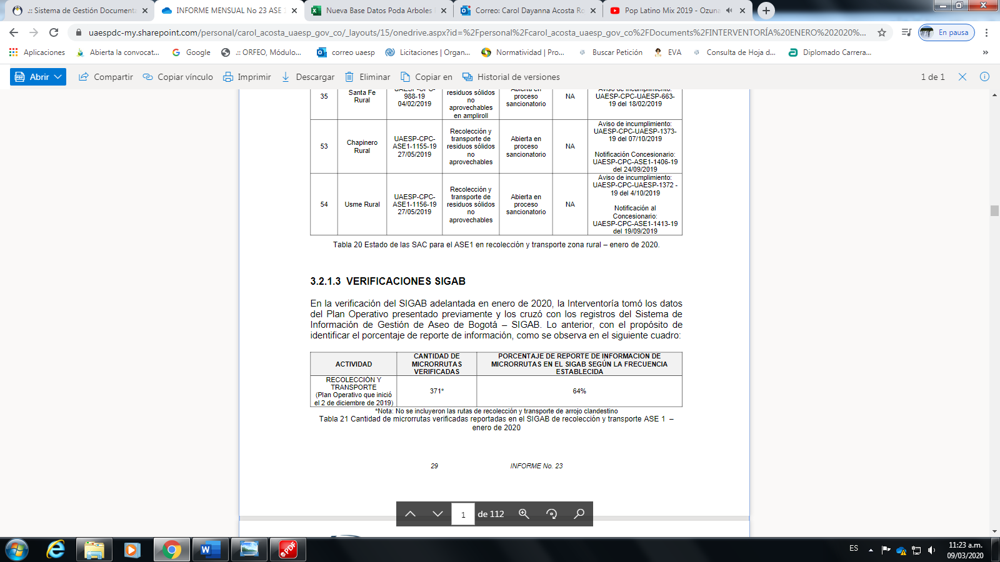 .:: Sistema de Gestión Documenta
INFORME MENSUAL No 23 ASE
Nueva Base Datos Poda Arboles
Correo: Carol Dayanna Acosta Ro
Pop Latino Mix 2019 - Ozuna
uaespdc-my.sharepoint.com/personal/carol_acosta_uaesp_gov_co/_layouts/15/onedrive.aspx?id=%2Fpersonal%2Fcarol_acosta_uaesp_gov_co%2FDocuments%2FINTERVENTORÍA%20ENERO%202020%...
En pausa
Aplicaciones
Abierta la convocat...
Google
.:: ORFEO, Módulo...
correo uaesp
Licitaciones | Organ...
Normatividad | Pro...
Buscar Petición
EVA
Consulta de Hoja d...
Diplomado Carrera...
»
PDF
Abrir
Compartir
Copiar vínculo
Imprimir
Descargar
Eliminar
Copiar en
Historial de versiones
1 de 1
35
Santa Fe
Rural
UAESP-CPC-
988-19
04/02/2019
residuos sólidos
no
aprovechables
en ampliroll
Abierta en
proceso
sancionatorio
NA
Aviso de incumplimiento:
UAESP-CPC-UAESP-663-
19 del 18/02/2019
53
Chapinero
Rural
UAESP-CPC-
ASE1-1155-19
27/05/2019
Recolección y
transporte de
residuos sólidos
no
aprovechables
Abierta en
proceso
sancionatorio
NA
Aviso de incumplimiento:
UAESP-CPC-UAESP-1373-
19 del 07/10/2019
Notificación Concesionario:
UAESP-CPC-ASE1-1406-19
del 24/09/2019
54
Usme Rural
UAESP-CPC-
ASE1-1156-19
27/05/2019
Recolección y
transporte de
residuos sólidos
no
aprovechables
Abierta en
proceso
sancionatorio
NA
Aviso de incumplimiento:
UAESP-CPC-UAESP-1372 -
19 del 4/10/2019
Notificación al
Concesionario:
UAESP-CPC-ASE1-1413-19
del 19/09/2019
Tabla 20 Estado de las SAC para el ASE1 en recolección y transporte zona rural – enero de 2020.
3.2.1.3 VERIFICACIONES SIGAB
En la verificación del SIGAB adelantada en enero de 2020, la Interventoría tomó los datos
del Plan Operativo presentado previamente y los cruzó con los registros del Sistema de
Información de Gestión de Aseo de Bogotá – SIGAB. Lo anterior, con el propósito de
identificar el porcentaje de reporte de información, como se observa en el siguiente cuadro:
ACTIVIDAD
CANTIDAD DE
MICRORRUTAS
VERIFICADAS
PORCENTAJE DE REPORTE DE INFORMACIÓN DE
MICRORRUTAS EN EL SIGAB SEGÚN LA FRECUENCIA
ESTABLECIDA
RECOLECCIÓN Y
TRANSPORTE
(Plan Operativo que inició
el 2 de diciembre de 2019)
371*
64%
*Nota: No se incluyeron las rutas de recolección y transporte de arrojo clandestino
Tabla 21 Cantidad de microrrutas verificadas reportadas en el SIGAB de recolección y transporte ASE 1 –
enero de 2020
29
INFORME No. 23
1
de 112
W
PDF
ES
11:23 a.m.
09/03/2020